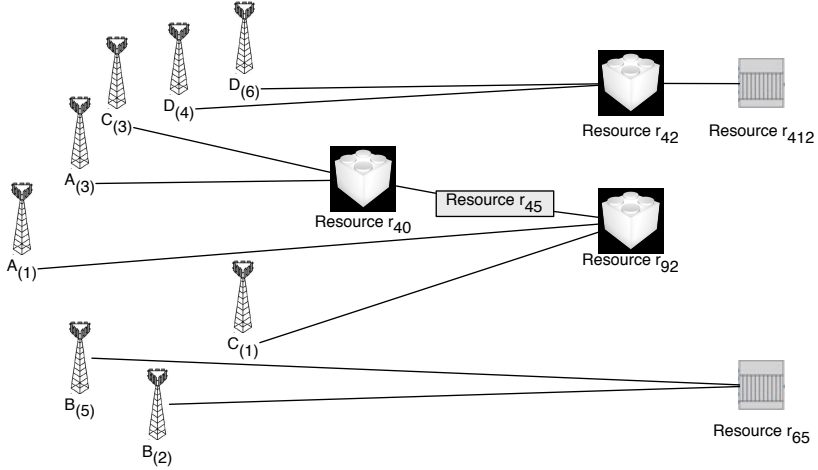 D(6)
D(4)
C(3)
Resource r42
Resource r412
A(3)
Resource r45
Resource r40
A(1)
Resource r92
C(1)
B(5)
B(2)
Resource r65